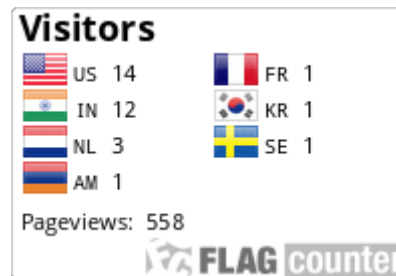 Visitors
US 14
IN 12
NL 3
AM 1
FR 1
KR 1
SE 1
Pageviews: 558
FLAG counter